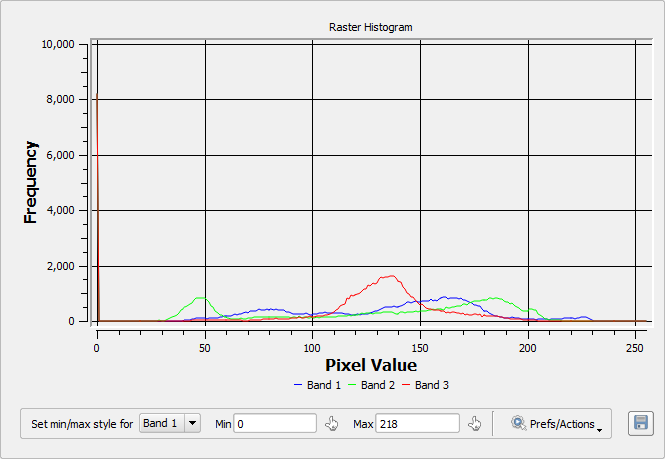 Raster Histogram
10,000
8,000
6,000
4,000
2,000
0
Frequency
0 50 100 150 200 250
Pixel Value
Band 1 Band 2 Band 3
Set min/max style for Band 1 Min 0 Max 218 Prefs/Actions